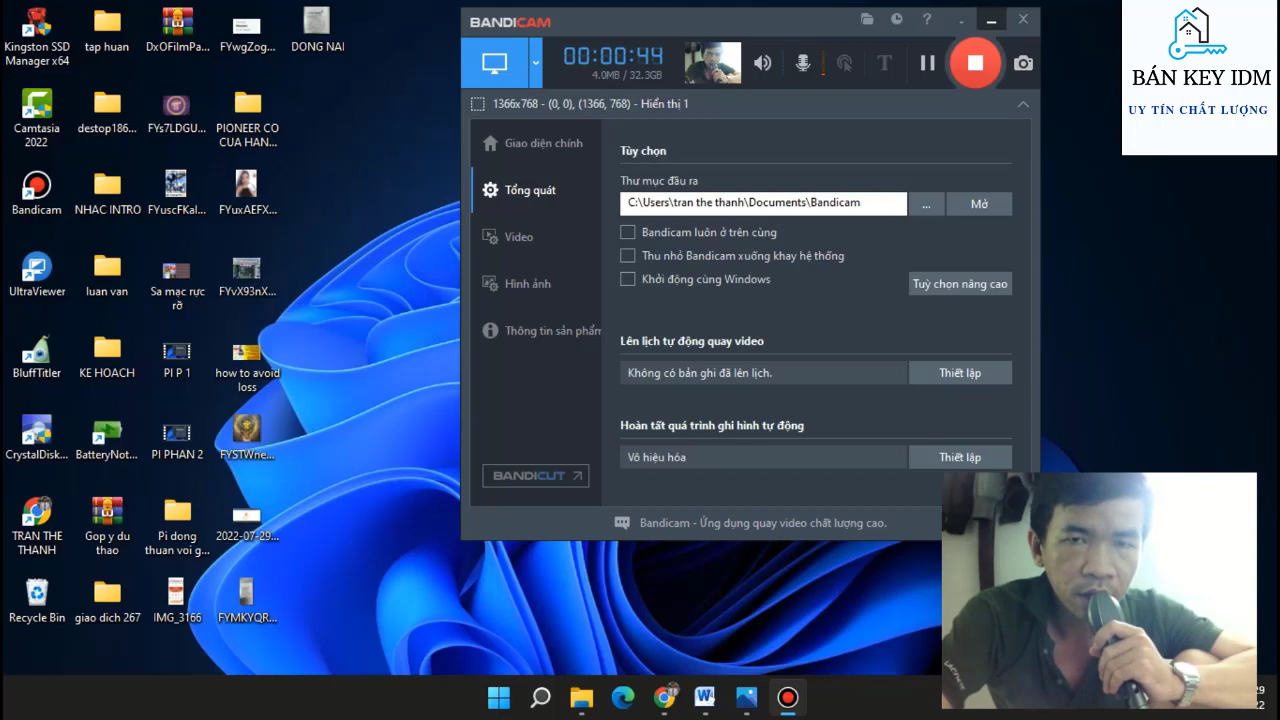 Kingston SSD
Manager x64
tap huan
DxOFilmPa...
FYwgZog...
DONG NAI
Camtasia
2022
destop186...
FYs7LDGU...
PIONEER CO
CUA HAN...
Bandicam
NHAC INTRO
FYuscFKal...
FYuxAEFX...
UltraViewer
luan van
Sa mạc rực
rỡ
FYvX93nX...
BluffTitler
KE HOACH
PI P 1
how to avoid
loss
CrystalDisk...
BatteryNot...
PI PHAN 2
FYSTWne...
TRAN THE
THANH
Gop y du
thao
Pi dong
thuan voi g...
2022-07-29...
Recycle Bin
giao dich 267
IMG_3166
FYMKYQR...
BANDICAM
00:00:44
4.0MB / 32.3GB
1366x768 - (0, 0), (1366, 768) - Hiển thị 1
Giao diện chính
Tổng quát
Video
Hình ảnh
Thông tin sản phẩm
BANDICUT
Tùy chọn
Thư mục đầu ra
C:\Users\tran the thanh\Documents\Bandicam
...
Mở
Bandicam luôn ở trên cùng
Thu nhỏ Bandicam xuống khay hệ thống
Khởi động cùng Windows
Tuỳ chọn nâng cao
Lên lịch tự động quay video
Không có bản ghi đã lên lịch.
Thiết lập
Hoàn tất quá trình ghi hình tự động
Vô hiệu hóa
Thiết lập
Bandicam - Ứng dụng quay video chất lượng cao.
BÁN KEY IDM
UY TÍN CHẤT LƯỢNG
29
22